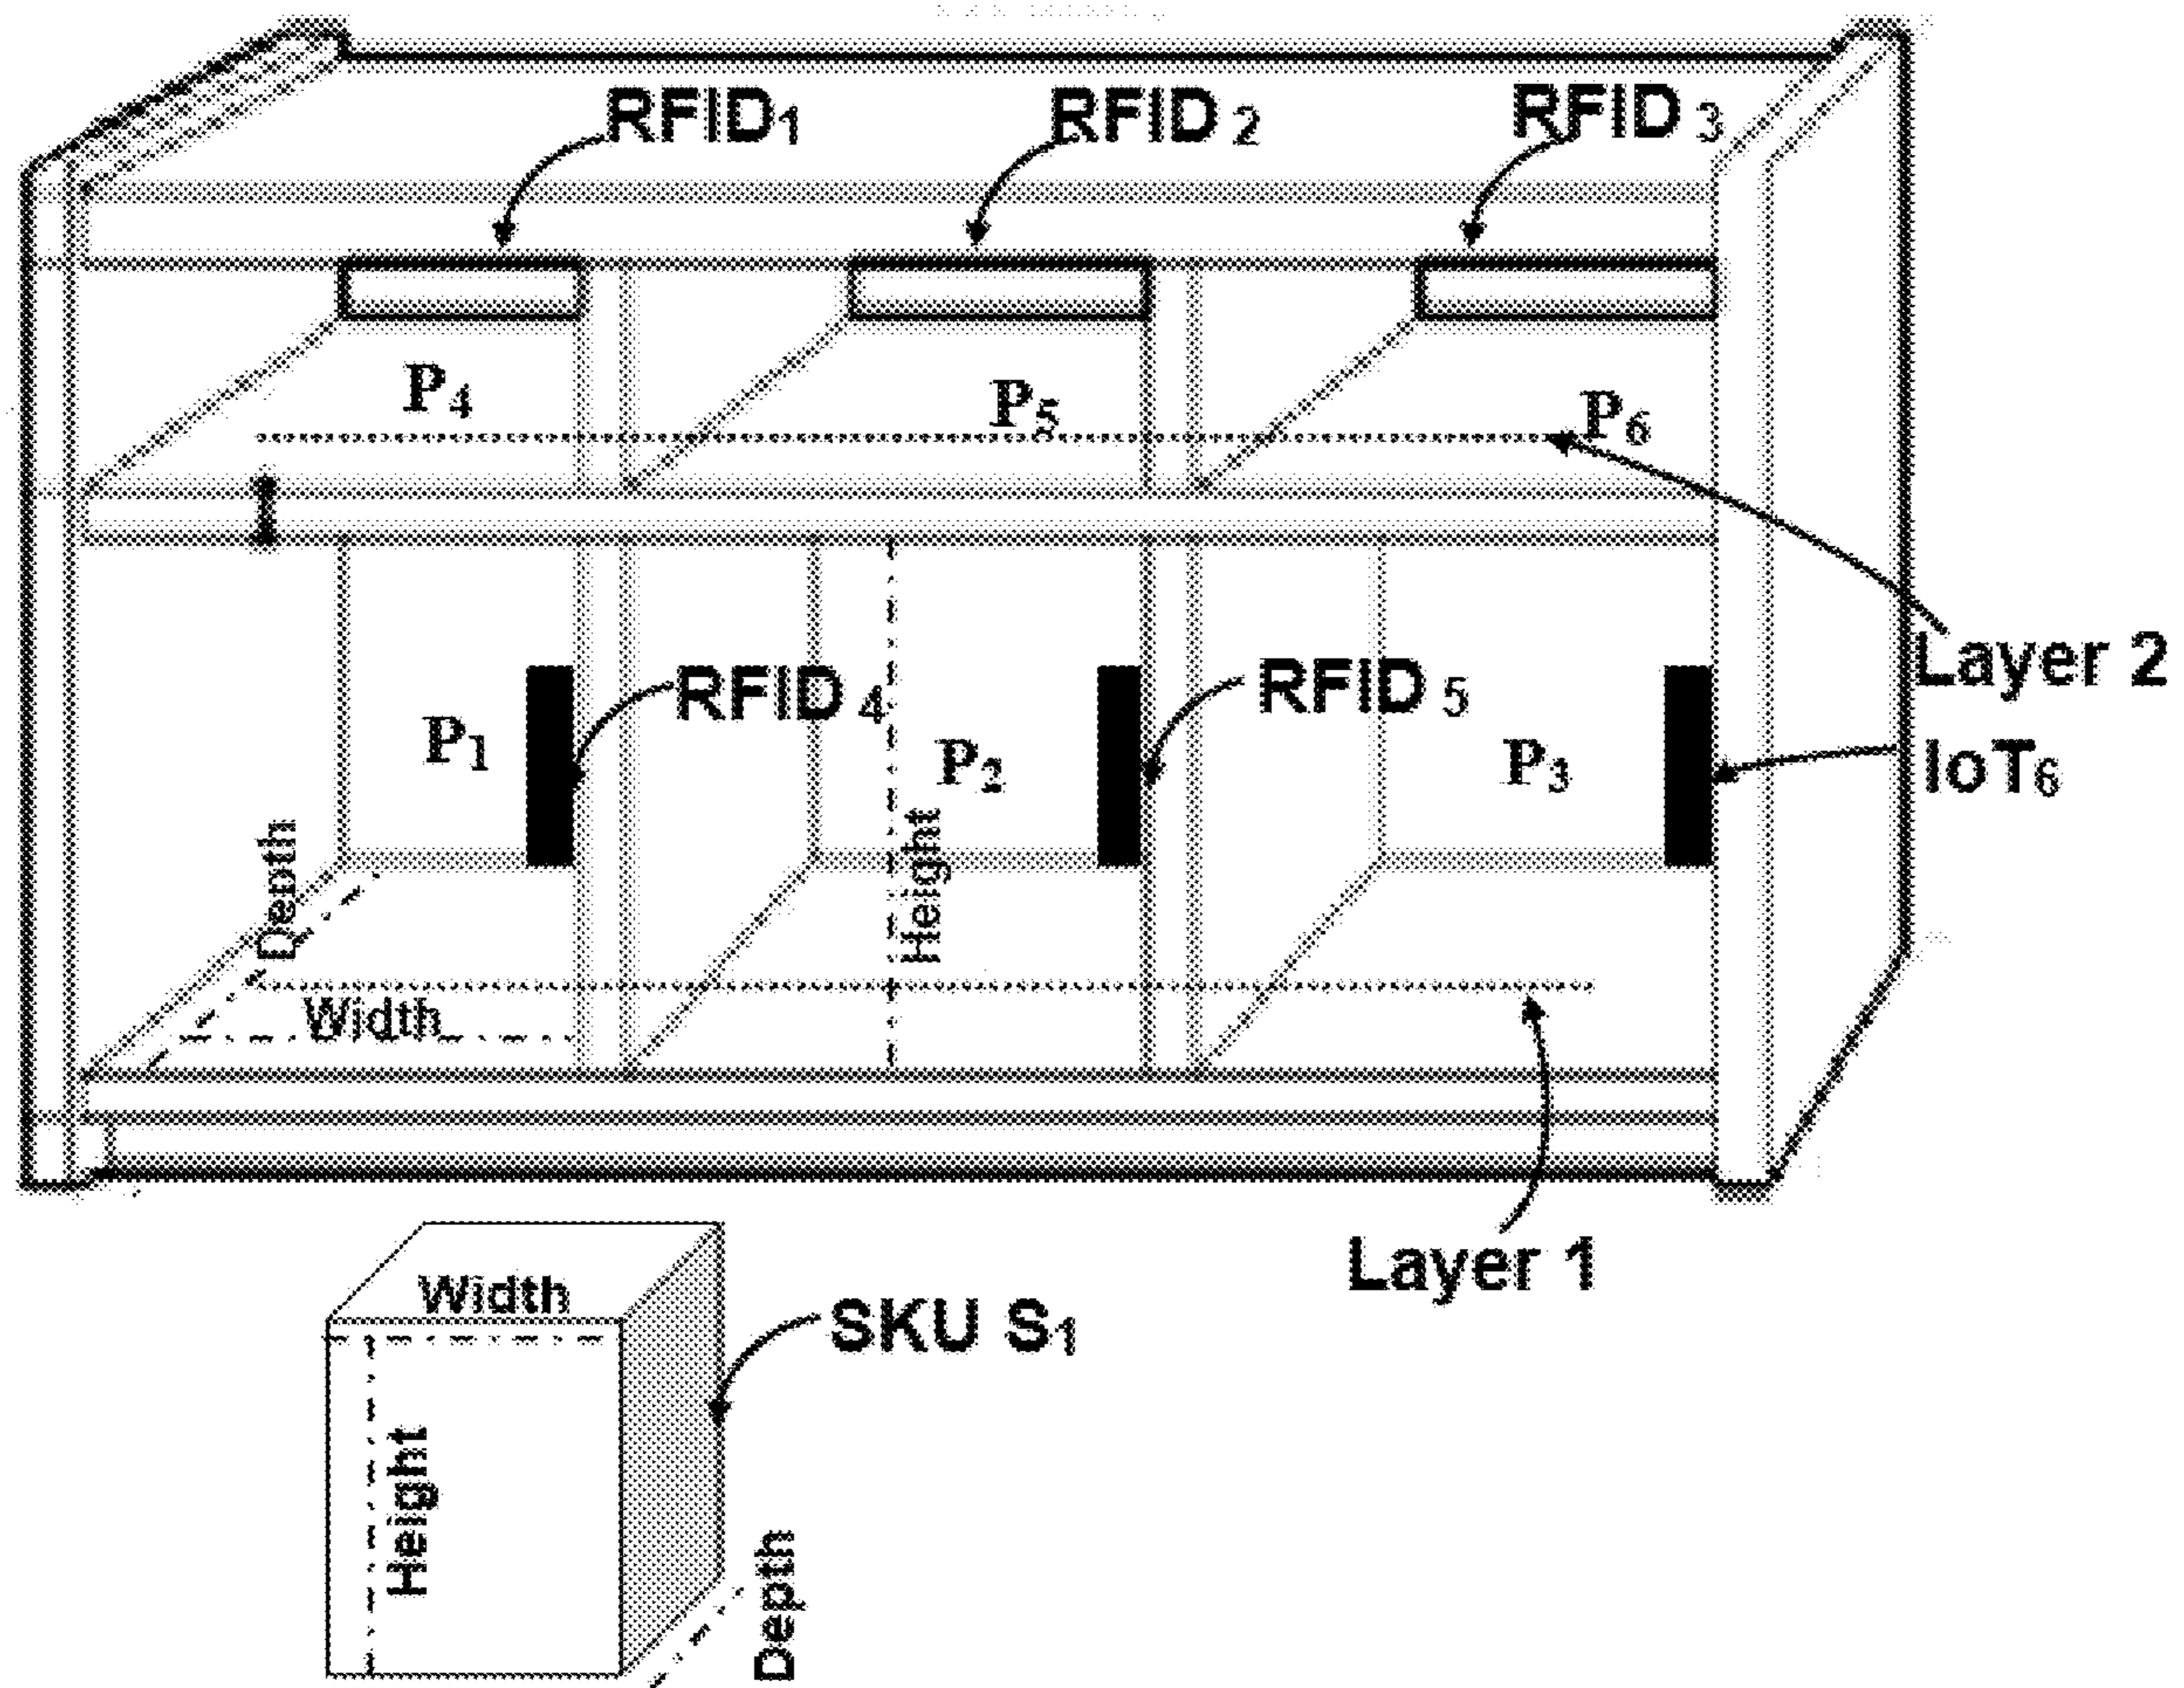 RFID1 RFID 2 RFID 3
P4 P5 P6
Layer 2
RFID 4 RFID 5
P1 P2 P3
IoT6
Depth
Height
Width
Layer 1
Width
SKU S1
Height
Depth